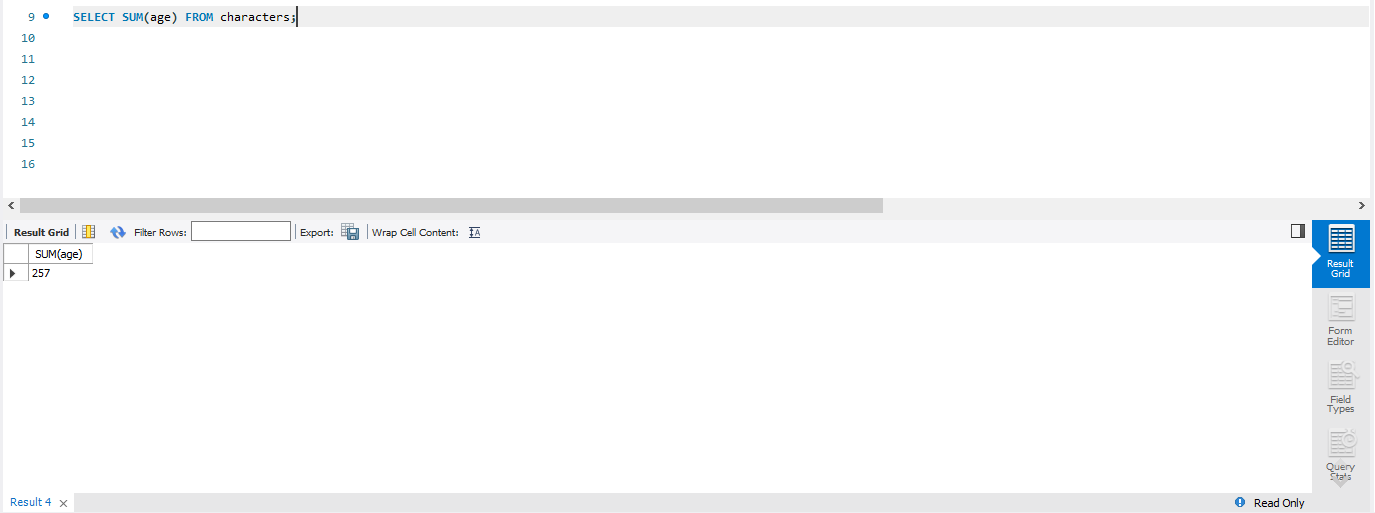 9 SELECT SUM(age) FROM characters;
10
11
12
13
14
15
16
Result Grid Filter Rows: Export: Wrap Cell Content:
SUM(age)
257
Result
Grid
Form
Editor
Field
Types
Query
Stats
Result 4 Read Only